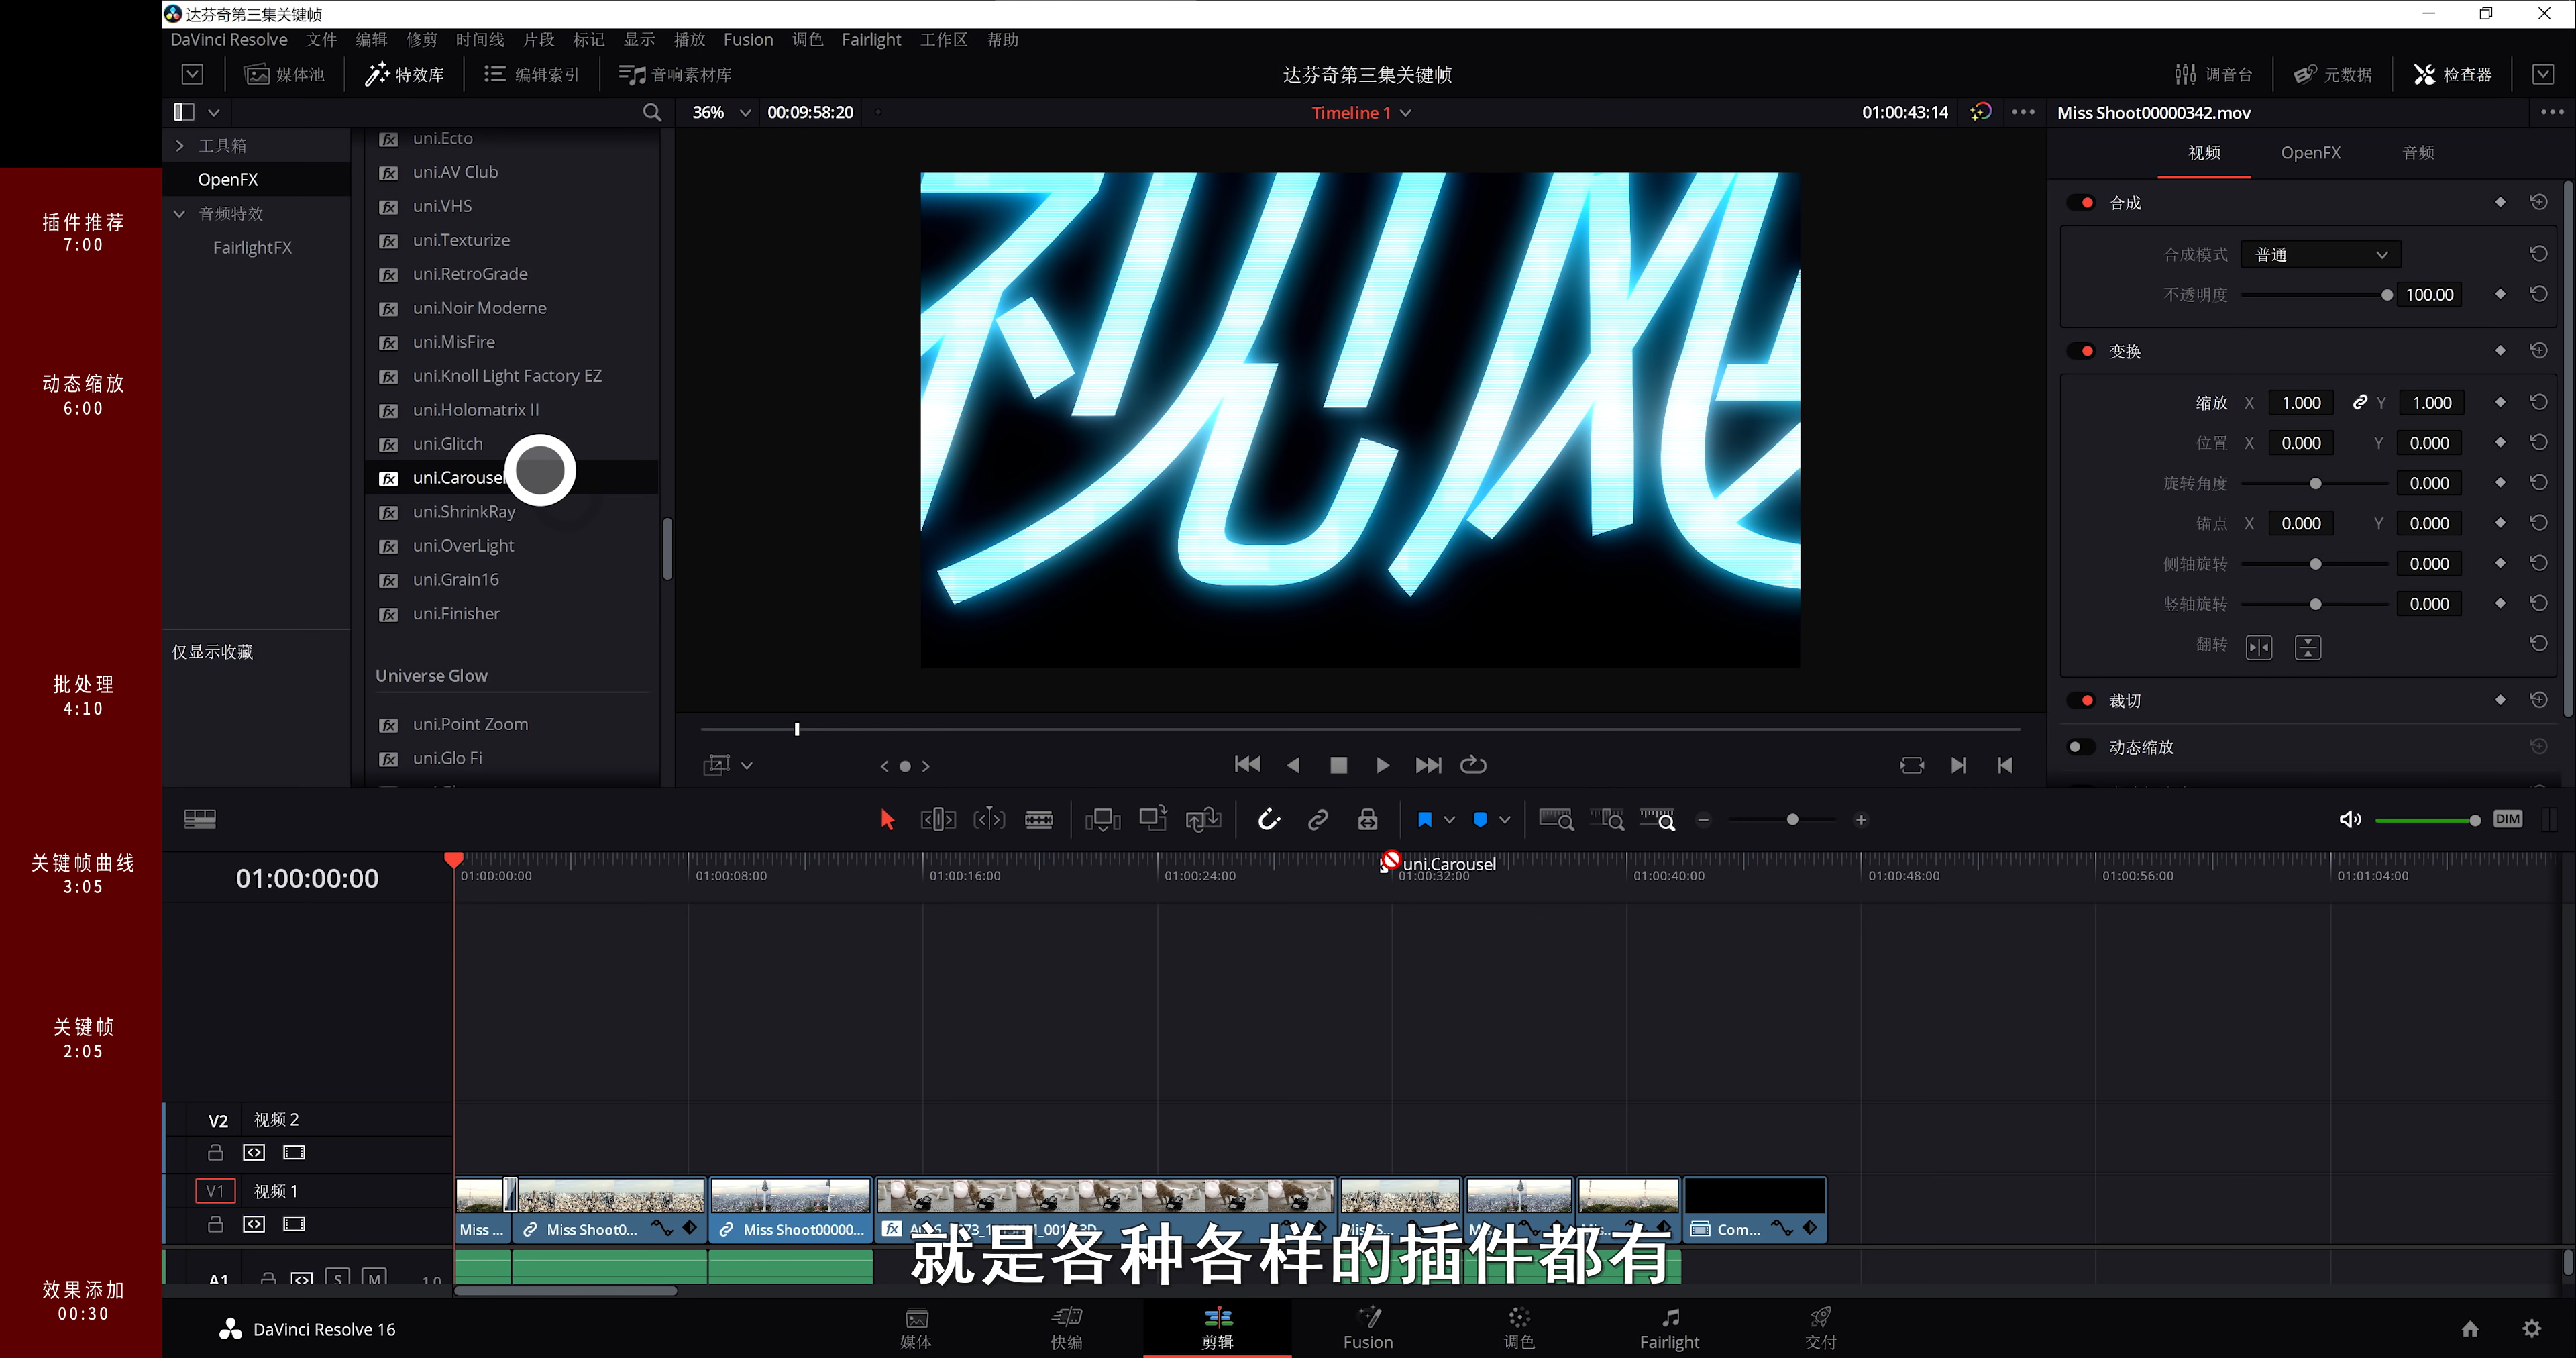 达芬奇第三集关键帧
DaVinci Resolve 文件 编辑 修剪 时间线 片段 标记 显示 播放 Fusion 调色 Fairlight 工作区 帮助
媒体池 特效库 编辑索引 音响素材库 达芬奇第三集关键帧 调音台 元数据 检查器
36% 00:09:58:20 Timeline 1 01:00:43:14 Miss Shoot00000342.mov
插件推荐
7:00
动态缩放
6:00
批处理
4:10
关键帧曲线
3:05
关键帧
2:05
效果添加
00:30
工具箱
OpenFX
音频特效
FairlightFX
仅显示收藏
uni.Ecto
uni.AV Club
uni.VHS
uni.Texturize
uni.RetroGrade
uni.Noir Moderne
uni.MisFire
uni.Knoll Light Factory EZ
uni.Holomatrix II
uni.Glitch
uni.Carousel
uni.ShrinkRay
uni.OverLight
uni.Grain16
uni.Finisher
Universe Glow
uni.Point Zoom
uni.Glo Fi
视频 OpenFX 音频
合成
合成模式 普通
不透明度 100.00
变换
缩放 X 1.000 Y 1.000
位置 X 0.000 Y 0.000
旋转角度 0.000
锚点 X 0.000 Y 0.000
侧轴旋转 0.000
竖轴旋转 0.000
翻转
裁切
动态缩放
DIM
01:00:00:00
uni.Carousel
01:00:00:00 01:00:08:00 01:00:16:00 01:00:24:00 01:00:32:00 01:00:40:00 01:00:48:00 01:00:56:00 01:01:04:00
V2 视频 2
V1 视频 1
Miss ... Miss Shoot0... Miss Shoot00000... fx Com...
A1 S M 1.0
就是各种各样的插件都有
DaVinci Resolve 16
媒体 快编 剪辑 Fusion 调色 Fairlight 交付